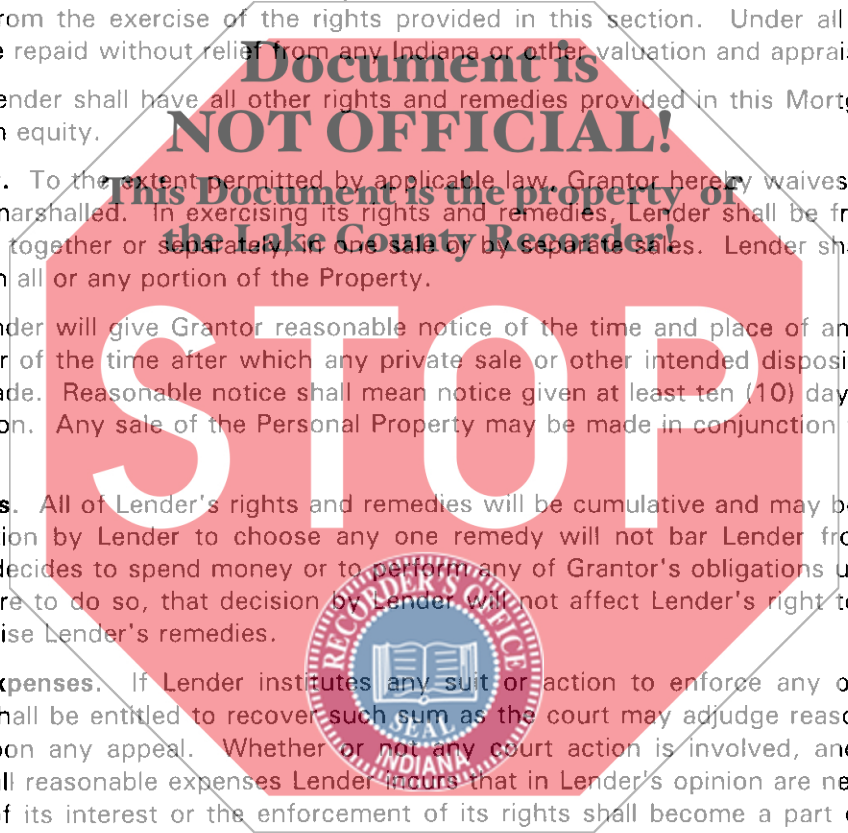 rom the exercise of the rights provided in this section. Under all
e repaid without relief from any Indiana or other valuation and apprais
Document is
ender shall have all other rights and remedies provided in this Mortg
n equity.
NOT OFFICIAL!
. To the extent permitted by applicable law, Grantor hereby waives
This Document is the property of
narshalled. In exercising its rights and remedies, Lender shall be fr
together or separately, in one sale or by separate sales. Lender sh
the Lake County Recorder!
n all or any portion of the Property.
nder will give Grantor reasonable notice of the time and place of an
r of the time after which any private sale or other intended disposi
ade. Reasonable notice shall mean notice given at least ten (10) day
on. Any sale of the Personal Property may be made in conjunction
STOP
s. All of Lender's rights and remedies will be cumulative and may b
ion by Lender to choose any one remedy will not bar Lender fro
decides to spend money or to perform any of Grantor's obligations u
re to do so, that decision by Lender will not affect Lender's right to
ise Lender's remedies.
RECORDER'S OFFICE
SEAL
INDIANA
xpenses. If Lender institutes any suit or action to enforce any o
hall be entitled to recover such sum as the court may adjudge reaso
pon any appeal. Whether or not any court action is involved, and
ll reasonable expenses Lender incurs that in Lender's opinion are ne
f its interest or the enforcement of its rights shall become a part o